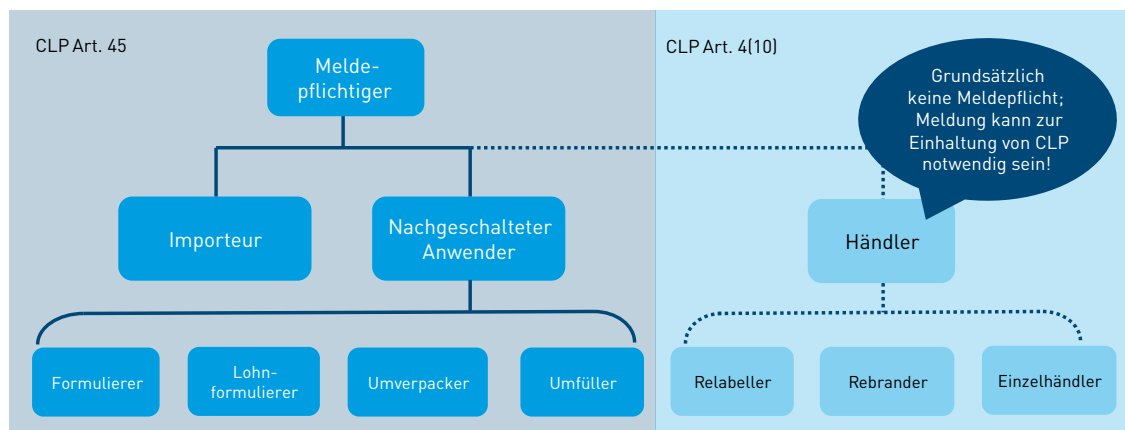 CLP Art. 45
Melde-
pflichtiger
Importeur
Nachgeschalteter
Anwender
Formulierer
Lohn-
formulierer
Umverpacker
Umfüller
CLP Art. 4(10)
Grundsätzlich
keine Meldepflicht;
Meldung kann zur
Einhaltung von CLP
notwendig sein!
Händler
Relabeller
Rebrander
Einzelhändler